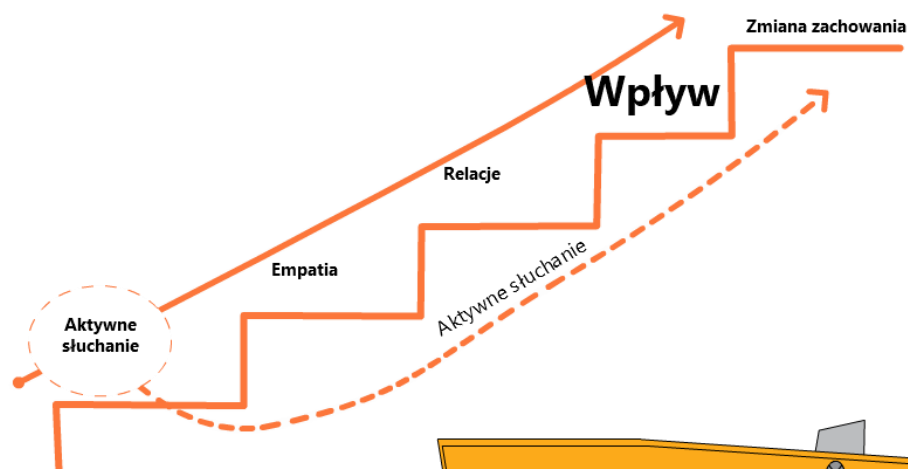 Zmiana zachowania
Wpływ
Relacje
Empatia
Aktywne słuchanie
Aktywne
słuchanie